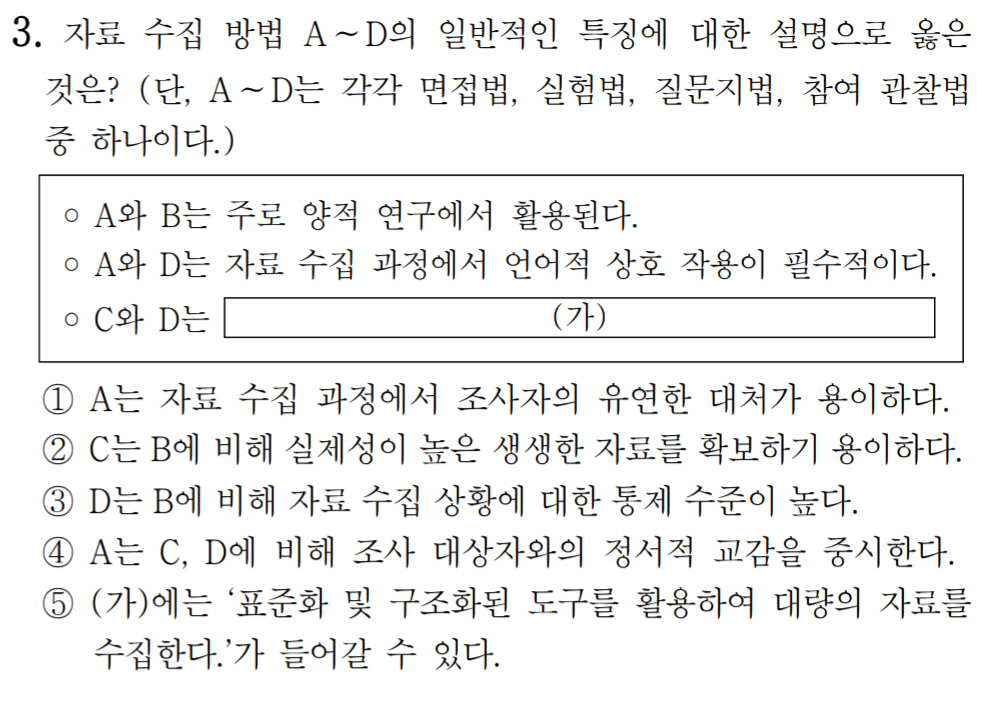 3. 자료 수집 방법 A~D의 일반적인 특징에 대한 설명으로 옳은
것은? (단, A~D는 각각 면접법, 실험법, 질문지법, 참여 관찰법
중 하나이다.)
○ A와 B는 주로 양적 연구에서 활용된다.
○ A와 D는 자료 수집 과정에서 언어적 상호 작용이 필수적이다.
○ C와 D는 (가)
① A는 자료 수집 과정에서 조사자의 유연한 대처가 용이하다.
② C는 B에 비해 실제성이 높은 생생한 자료를 확보하기 용이하다.
③ D는 B에 비해 자료 수집 상황에 대한 통제 수준이 높다.
④ A는 C, D에 비해 조사 대상자와의 정서적 교감을 중시한다.
⑤ (가)에는 ‘표준화 및 구조화된 도구를 활용하여 대량의 자료를
수집한다.’가 들어갈 수 있다.